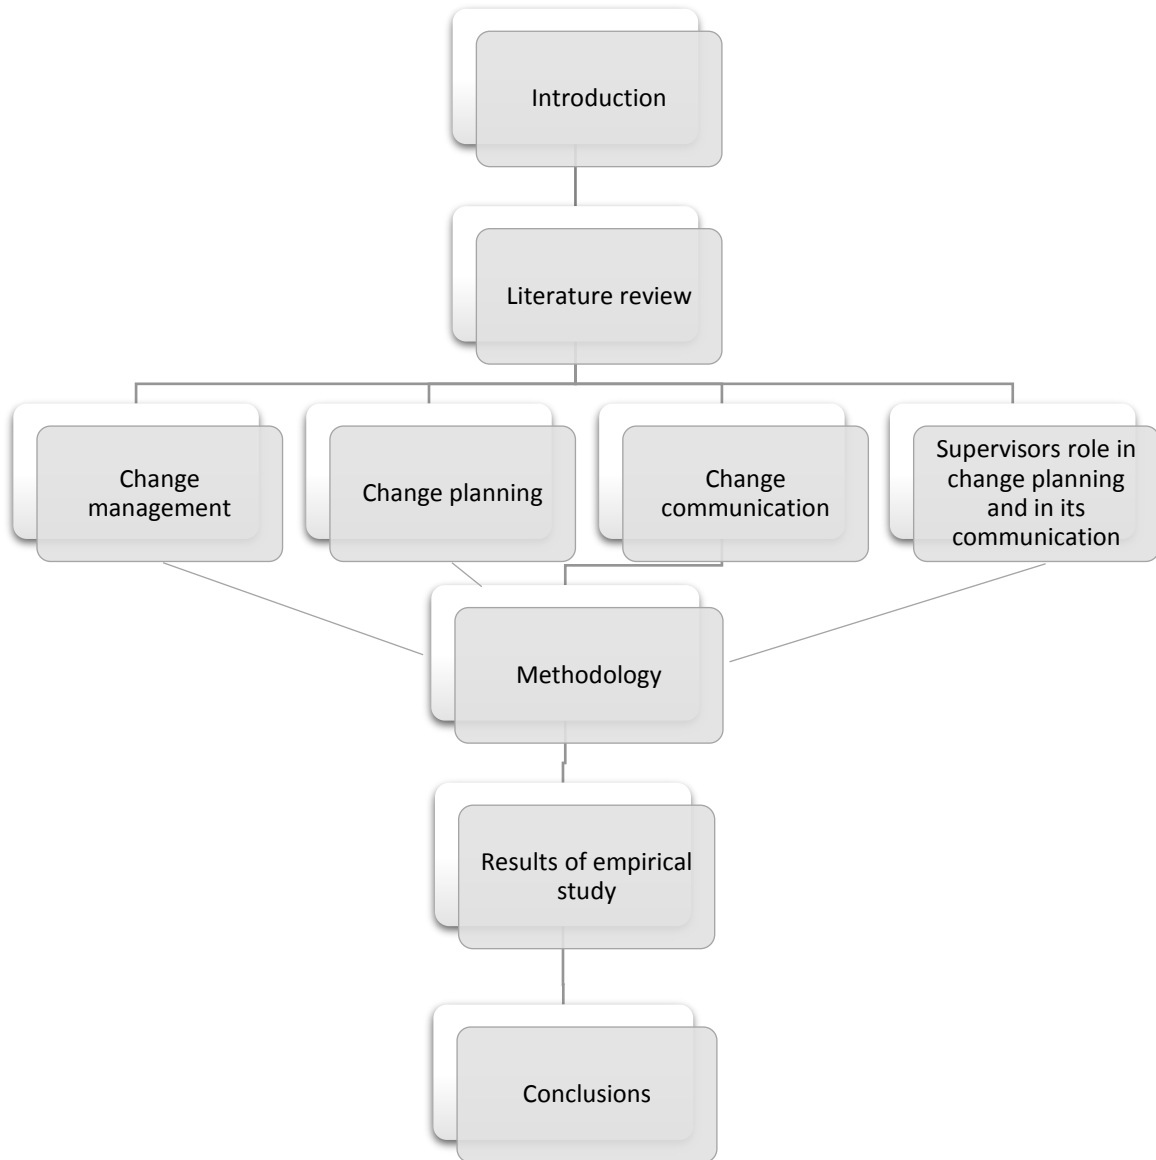 Introduction
Literature review
Change
management
Change planning
Change
communication
Supervisors role in
change planning
and in its
communication
Methodology
Results of empirical
study
Conclusions